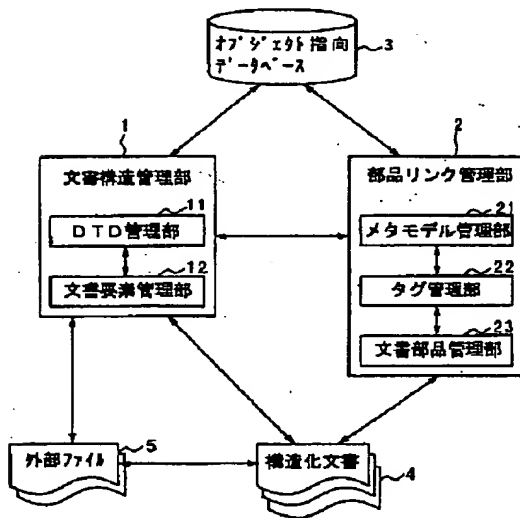 オブジェクト指向
データベース
3
1
2
文書構造管理部
部品リンク管理部
11
DTD管理部
21
メタモデル管理部
12
文書要素管理部
22
タグ管理部
23
文書部品管理部
5
外部ファイル
構造化文書
4